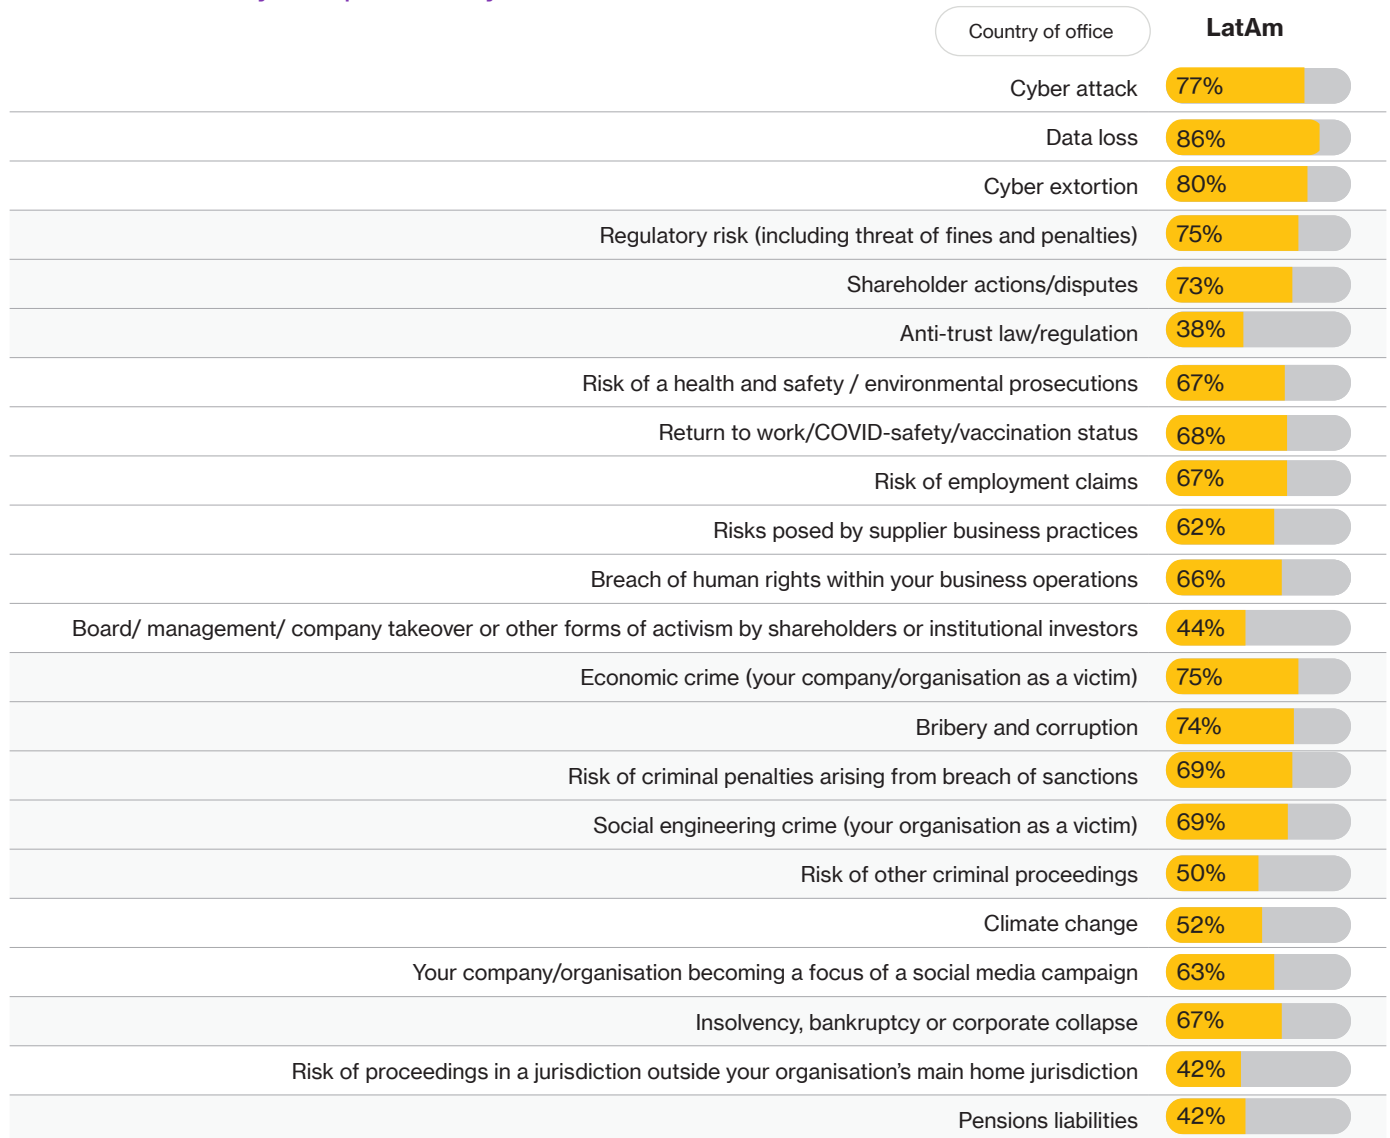 Country of office LatAm
Cyber attack 77%
Data loss 86%
Cyber extortion 80%
Regulatory risk (including threat of fines and penalties) 75%
Shareholder actions/disputes 73%
Anti-trust law/regulation 38%
Risk of a health and safety / environmental prosecutions 67%
Return to work/COVID-safety/vaccination status 68%
Risk of employment claims 67%
Risks posed by supplier business practices 62%
Breach of human rights within your business operations 66%
Board/ management/ company takeover or other forms of activism by shareholders or institutional investors 44%
Economic crime (your company/organisation as a victim) 75%
Bribery and corruption 74%
Risk of criminal penalties arising from breach of sanctions 69%
Social engineering crime (your organisation as a victim) 69%
Risk of other criminal proceedings 50%
Climate change 52%
Your company/organisation becoming a focus of a social media campaign 63%
Insolvency, bankruptcy or corporate collapse 67%
Risk of proceedings in a jurisdiction outside your organisation's main home jurisdiction 42%
Pensions liabilities 42%